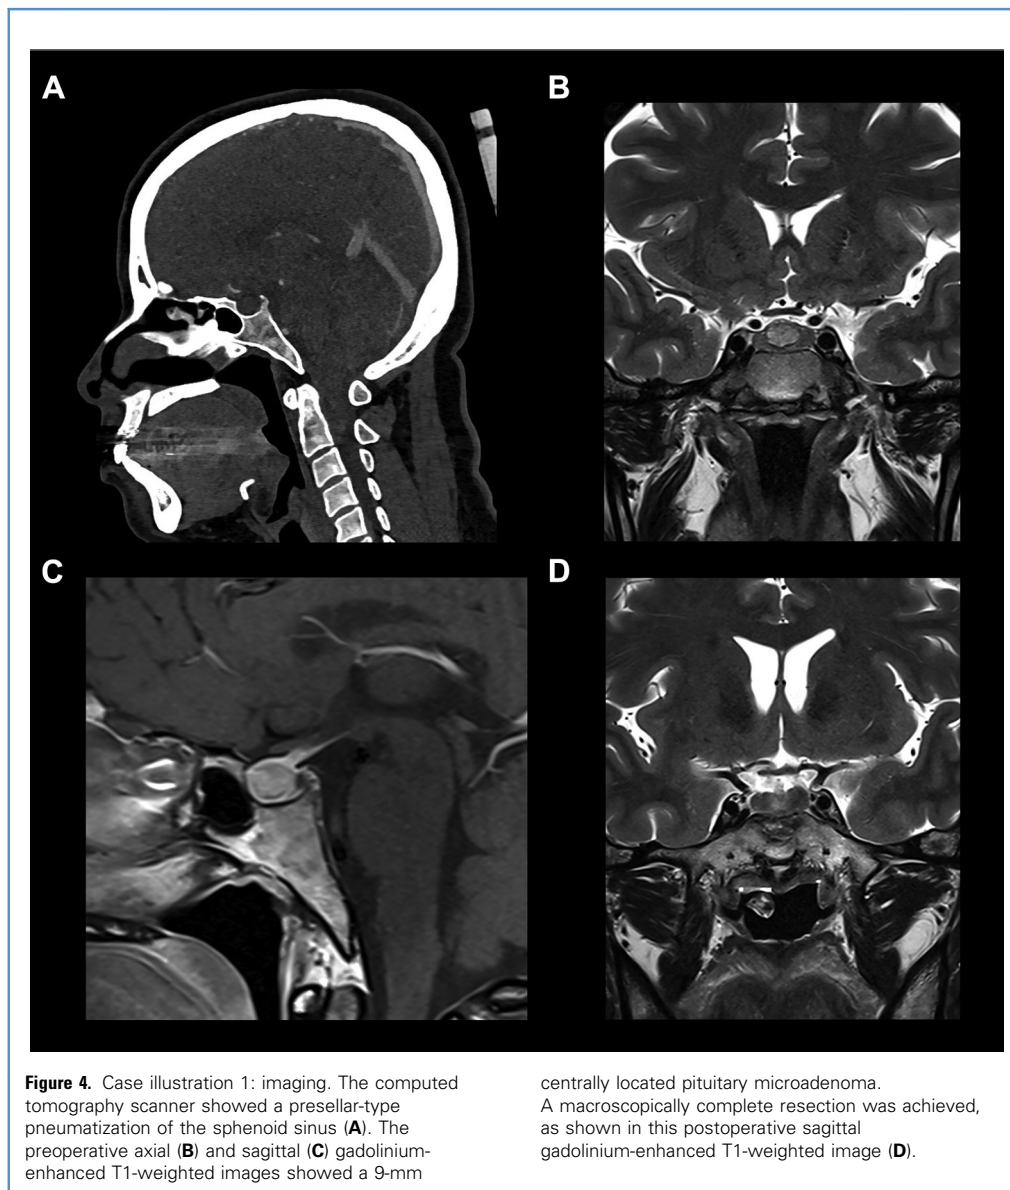 A
B
C
D
Figure 4. Case illustration 1: imaging. The computed
tomography scanner showed a presellar-type
pneumatization of the sphenoid sinus (A). The
preoperative axial (B) and sagittal (C) gadolinium-
enhanced T1-weighted images showed a 9-mm
centrally located pituitary microadenoma.
A macroscopically complete resection was achieved,
as shown in this postoperative sagittal
gadolinium-enhanced T1-weighted image (D).